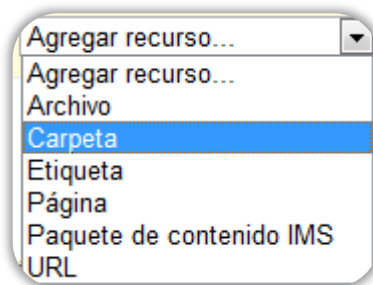 Agregar recurso...
Agregar recurso...
Archivo
Carpeta
Etiqueta
Página
Paquete de contenido IMS
URL